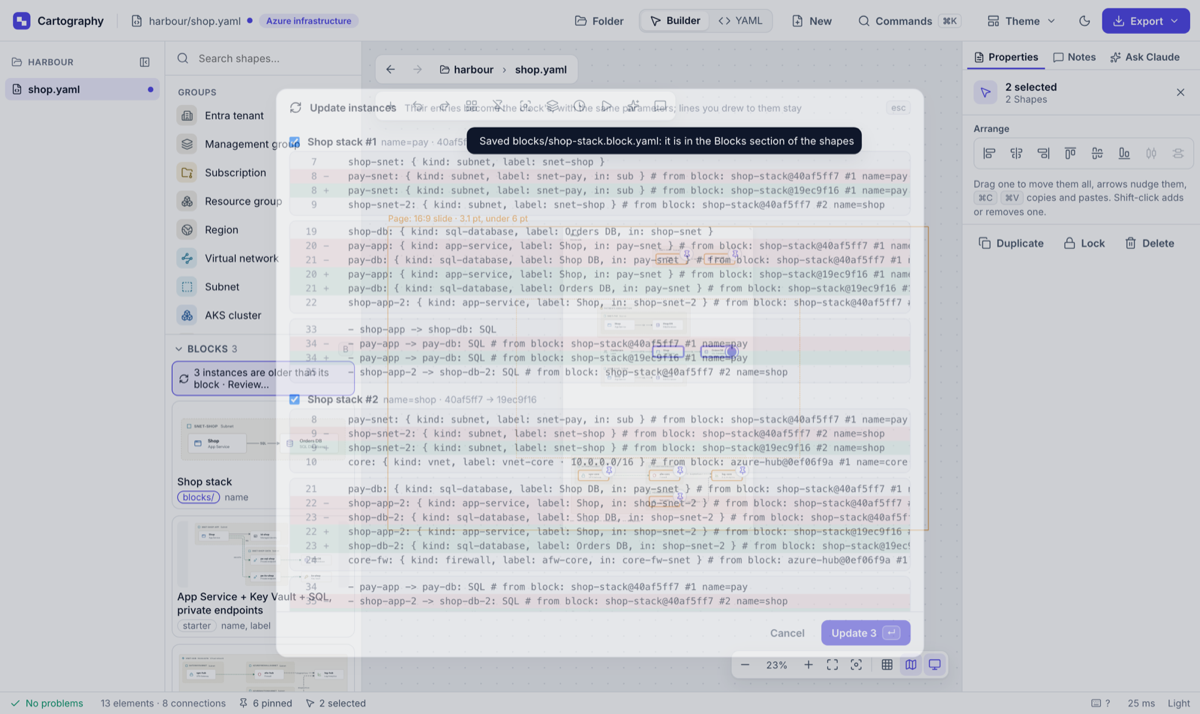 Cartography
harbour/shop.yaml
Azure infrastructure
Folder
Builder
YAML
New
Commands ⌘K
Theme
Export
HARBOUR
shop.yaml
Search shapes...
GROUPS
Entra tenant
Management group
Subscription
Resource group
Region
Virtual network
Subnet
AKS cluster
BLOCKS 3
B
3 instances are older than its
block · Review...
Shop stack
blocks/ name
App Service + Key Vault + SQL,
private endpoints
starter name, label
harbour › shop.yaml
Update instances
esc
Saved blocks/shop-stack.block.yaml: it is in the Blocks section of the shapes
Shop stack #1 name=pay · 40af5
7 shop-snet: { kind: subnet, label: snet-shop }
8 - pay-snet: { kind: subnet, label: snet-pay, in: sub } # from block: shop-stack@40af5ff7 #1 name=pay
8 + pay-snet: { kind: subnet, label: snet-pay, in: sub } # from block: shop-stack@19ec9f16 #1 name=pay
9 shop-snet-2: { kind: subnet, label: snet-shop } # from block: shop-stack@40af5ff7 #2 name=shop
Page: 16:9 slide · 3.1 pt, under 6 pt
19 shop-db: { kind: sql-database, label: Orders DB, in: shop-snet }
20 - pay-app: { kind: app-service, label: Shop, in: pay-snet } # from block: shop-stack@40af5ff7 #1 nam
21 - pay-db: { kind: sql-database, label: Shop DB, in: pay-snet } # from block: shop-stack@40af5ff7 #1
20 + pay-app: { kind: app-service, label: Shop, in: pay-snet } # from block: shop-stack@19ec9f16 #1 nam
21 + pay-db: { kind: sql-database, label: Orders DB, in: pay-snet } # from block: shop-stack@19ec9f16 #1
22 shop-app-2: { kind: app-service, label: Shop, in: snet-2 } # from block: shop-stack@40af5ff7 #2
33 - shop-app -> shop-db: SQL
34 - - pay-app -> pay-db: SQL # from block: shop-stack@40af5ff7 #1 name=pay
34 + - pay-app -> pay-db: SQL # from block: shop-stack@19ec9f16 #1 name=pay
35 - shop-app-2 -> shop-db-2: SQL # from block: shop-stack@40af5ff7 #2 name=shop
Shop stack #2 name=shop · 40af5ff7 → 19ec9f16
8 pay-snet: { kind: subnet, label: snet-pay, in: sub } # from block: shop-stack@40af5ff7 #1 name=pay
9 - shop-snet-2: { kind: subnet, label: snet-shop } # from block: shop-stack@40af5ff7 #2 name=shop
9 + shop-snet-2: { kind: subnet, label: snet-shop } # from block: shop-stack@19ec9f16 #2 name=shop
10 core: { kind: vnet, label: vnet-core · 10.0.0.0/16 } # from block: azure-hub@0ef06f9a #1 name=core
21 pay-db: { kind: sql-database, label: Shop DB, in: pay-snet } # from block: shop-stack@40af5ff7 #1
22 - shop-app-2: { kind: app-service, label: Shop, in: shop-snet-2 } # from block: shop-stack@40af5ff7
23 - shop-db-2: { kind: sql-database, label: Shop DB, in: shop-snet-2 } # from block: shop-stack@40af5f
22 + shop-app-2: { kind: app-service, label: Shop, in: shop-snet-2 } # from block: shop-stack@19ec9f16
23 + shop-db-2: { kind: sql-database, label: Orders DB, in: shop-snet-2 } # from block: shop-stack@19ec9
24 core-fw: { kind: firewall, label: afw-core, in: core-fw-snet } # from block: azure-hub@0ef06f9a #1
34 - pay-app -> pay-db: SQL # from block: shop-stack@40af5ff7 #1 name=pay
35 - - shop-app-2 -> shop-db-2: SQL # from block: shop-stack@40af5ff7 #2 name=shop
Cancel
Update 3
23%
Properties
Notes
Ask Claude
2 selected
2 Shapes
Arrange
Drag one to move them all, arrows nudge them,
⌘C ⌘V copies and pastes. Shift-click adds
or removes one.
Duplicate
Lock
Delete
No problems
13 elements · 8 connections
6 pinned
2 selected
?
25 ms
Light